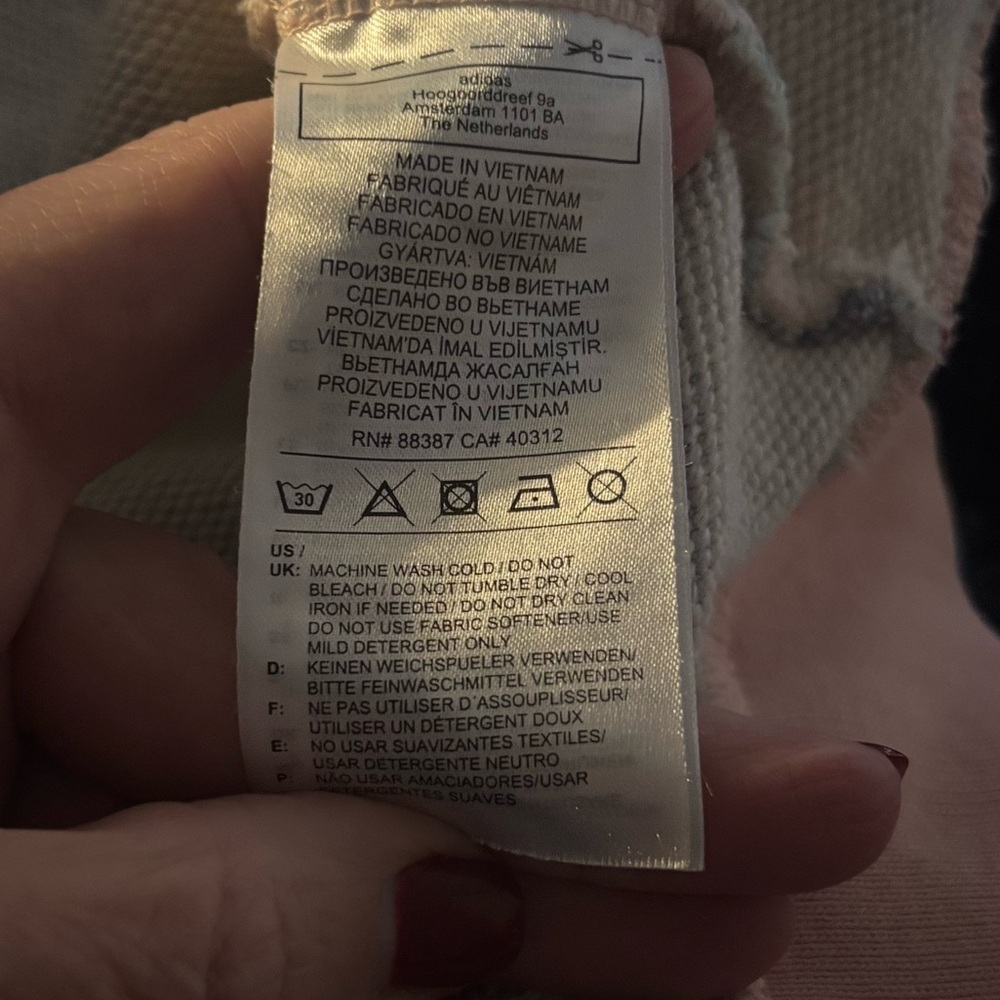 adidas
Hoogoorddreef 9a
Amsterdam 1101 BA
The Netherlands
MADE IN VIETNAM
FABRIQUÉ AU VIÊTNAM
FABRICADO EN VIETNAM
FABRICADO NO VIETNAME
GYÁRTVA: VIETNÁM
ПРОИЗВЕДЕНО ВЪВ ВИЕТНАМ
СДЕЛАНО ВО ВЬЕТНАМЕ
PROIZVEDENO U VIJETNAMU
VİETNAM'DA İMAL EDİLMİŞTİR.
ВЬЕТНАМДА ЖАСАЛҒАН
PROIZVEDENO U VIJETNAMU
FABRICAT ÎN VIETNAM
RN# 88387 CA# 40312
30
US /
UK: MACHINE WASH COLD / DO NOT
BLEACH / DO NOT TUMBLE DRY / COOL
IRON IF NEEDED / DO NOT DRY CLEAN
DO NOT USE FABRIC SOFTENER/USE
MILD DETERGENT ONLY
D: KEINEN WEICHSPUELER VERWENDEN/
BITTE FEINWASCHMITTEL VERWENDEN
F: NE PAS UTILISER D´ASSOUPLISSEUR/
UTILISER UN DÉTERGENT DOUX
E: NO USAR SUAVIZANTES TEXTILES/
USAR DETERGENTE NEUTRO
P: NÃO USAR AMACIADORES/USAR
DETERGENTES SUAVES